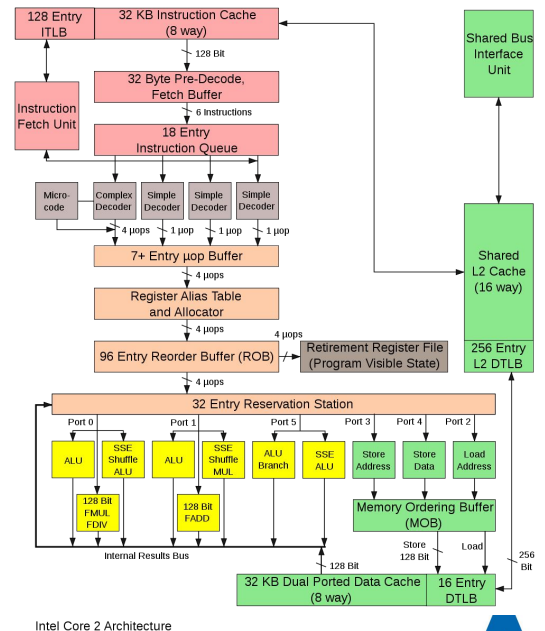 128 Entry
ITLB
32 KB Instruction Cache
(8 way)
Shared Bus
Interface
Unit
128 Bit
32 Byte Pre-Decode,
Fetch Buffer
Instruction
Fetch Unit
6 Instructions
18 Entry
Instruction Queue
Micro-
code
Complex
Decoder
Simple
Decoder
Simple
Decoder
Simple
Decoder
4 µops
1 µop
1 µop
1 µop
Shared
L2 Cache
(16 way)
7+ Entry µop Buffer
4 µops
Register Alias Table
and Allocator
4 µops
4 µops
96 Entry Reorder Buffer (ROB)
Retirement Register File
(Program Visible State)
256 Entry
L2 DTLB
4 µops
32 Entry Reservation Station
Port 0
Port 1
Port 5
Port 3
Port 4
Port 2
ALU
SSE
Shuffle
ALU
ALU
SSE
Shuffle
MUL
ALU
Branch
SSE
ALU
Store
Address
Store
Data
Load
Address
128 Bit
FMUL
FDIV
128 Bit
FADD
Memory Ordering Buffer
(MOB)
Internal Results Bus
Store
128 Bit
Load
256
Bit
128 Bit
32 KB Dual Ported Data Cache
(8 way)
16 Entry
DTLB
Intel Core 2 Architecture